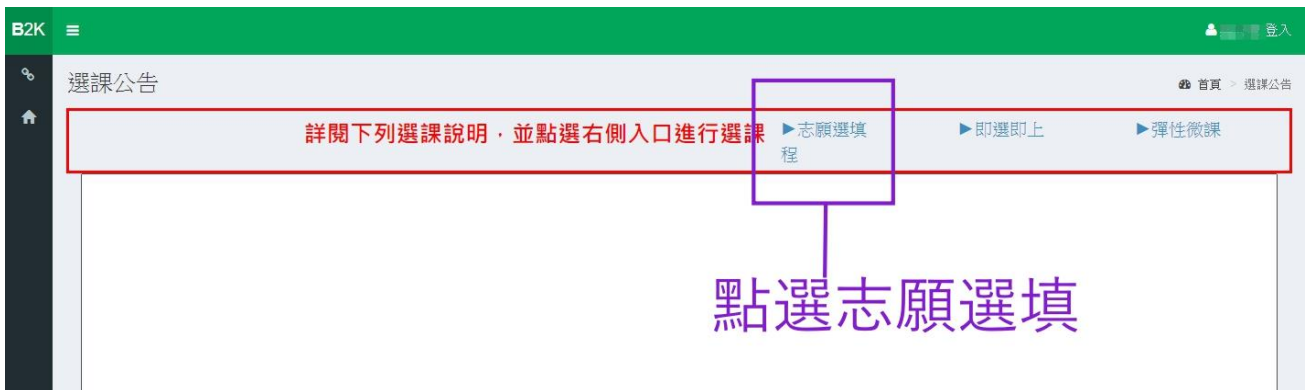 B2K
登入
選課公告
首頁 > 選課公告
詳閱下列選課說明,並點選右側入口進行選課
▶志願選填
程
▶即選即上
▶彈性微課
點選志願選填